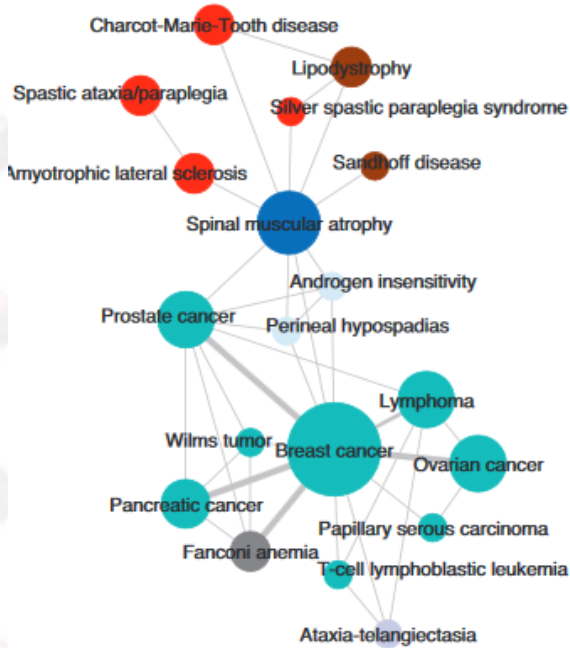 Charcot-Marie-Tooth disease
Lipodystrophy
Spastic ataxia/paraplegia
Silver spastic paraplegia syndrome
Sandhoff disease
Amyotrophic lateral sclerosis
Spinal muscular atrophy
Androgen insensitivity
Prostate cancer
Perineal hypospadias
Lymphoma
Wilms tumor
Breast cancer
Ovarian cancer
Pancreatic cancer
Papillary serous carcinoma
Fanconi anemia
T-cell lymphoblastic leukemia
Ataxia-telangiectasia